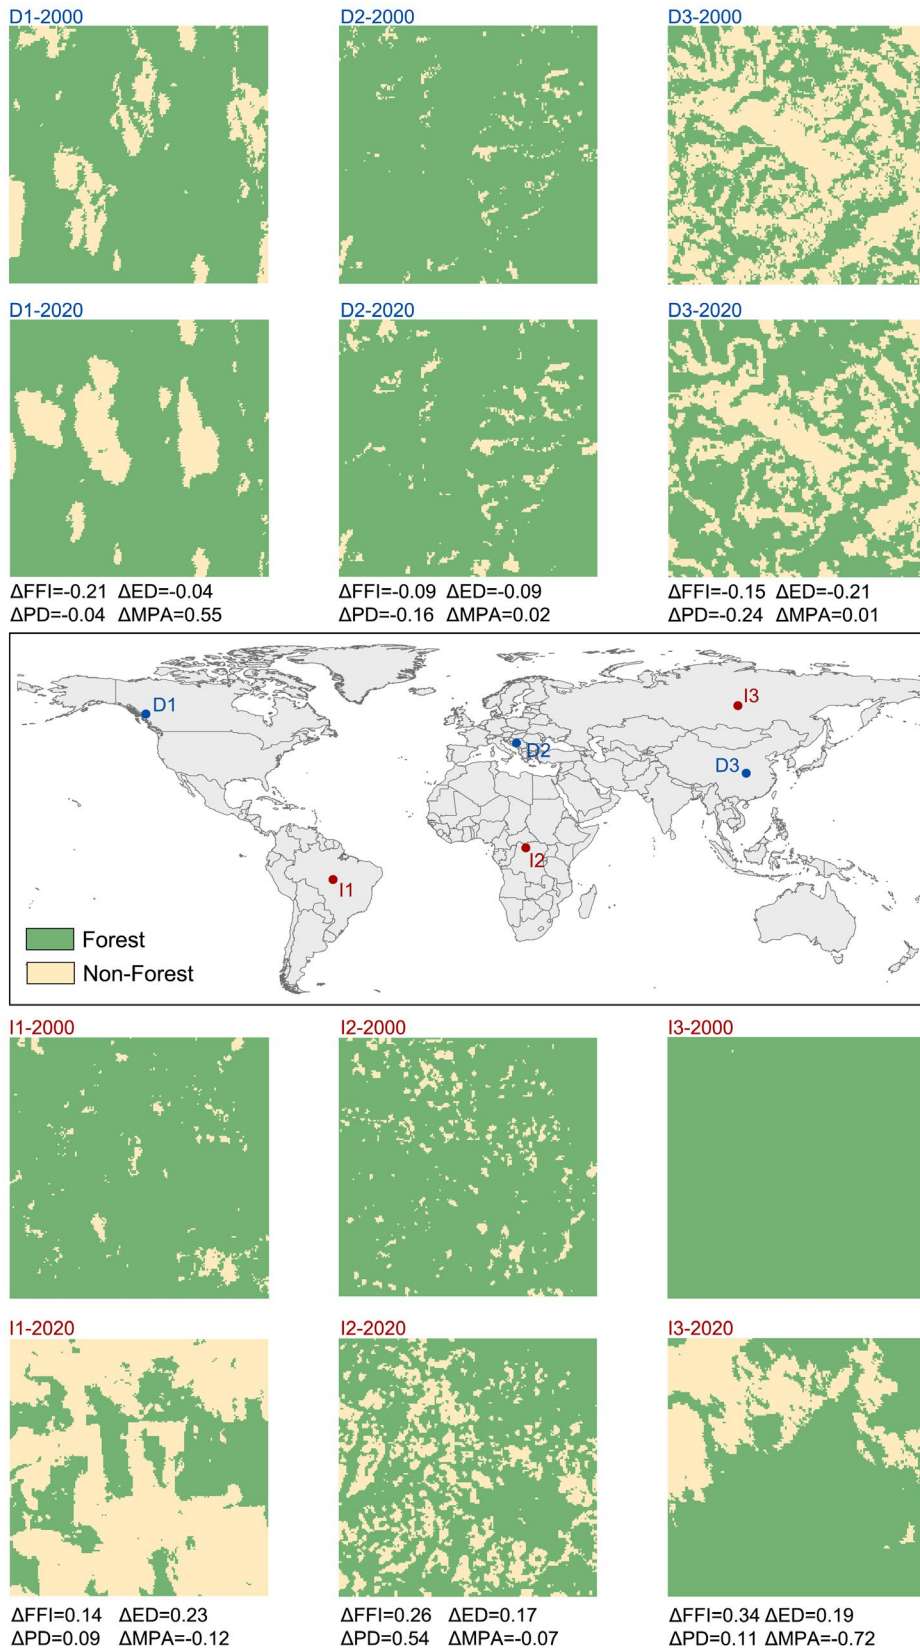 D1-2000 D2-2000 D3-2000
D1-2020 D2-2020 D3-2020
ΔFFI=-0.21 ΔED=-0.04 ΔFFI=-0.09 ΔED=-0.09 ΔFFI=-0.15 ΔED=-0.21
ΔPD=-0.04 ΔMPA=0.55 ΔPD=-0.16 ΔMPA=0.02 ΔPD=-0.24 ΔMPA=0.01
I3
D1
D2
D3
I2
I1
Forest
Non-Forest
I1-2000 I2-2000 I3-2000
I1-2020 I2-2020 I3-2020
ΔFFI=0.14 ΔED=0.23 ΔFFI=0.26 ΔED=0.17 ΔFFI=0.34 ΔED=0.19
ΔPD=0.09 ΔMPA=-0.12 ΔPD=0.54 ΔMPA=-0.07 ΔPD=0.11 ΔMPA=-0.72